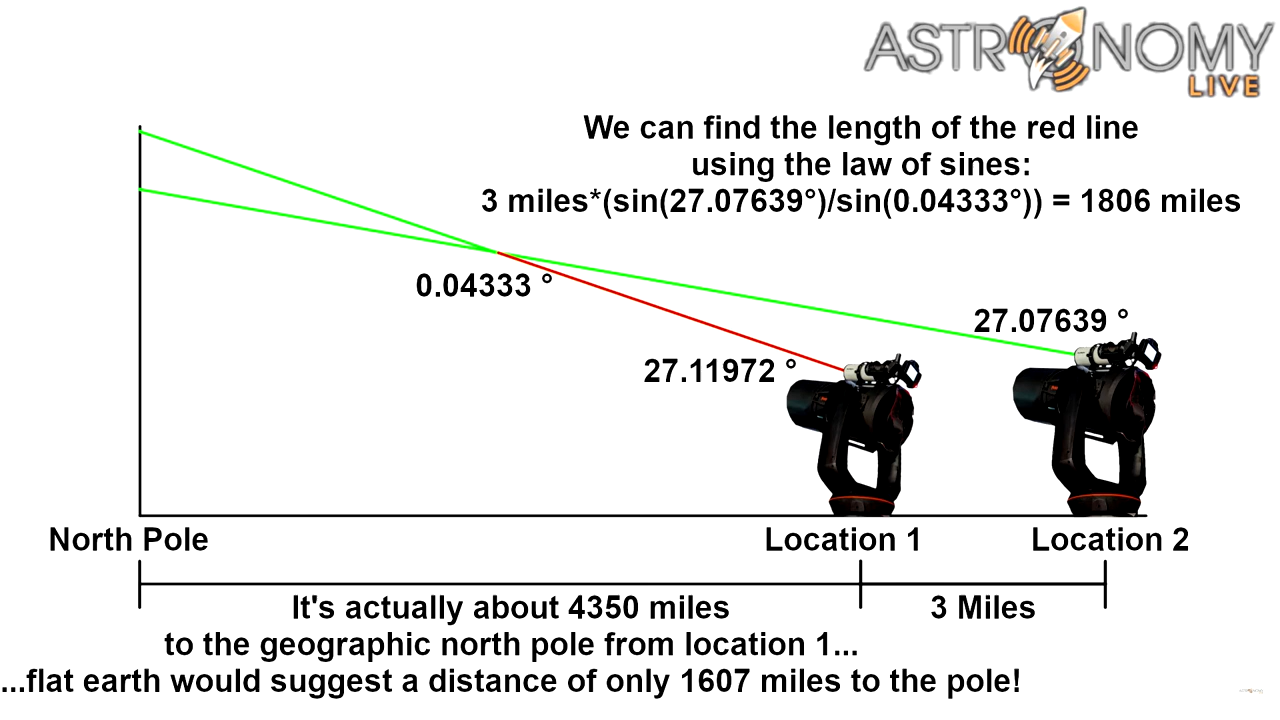 ASTRONOMY
LIVE
We can find the length of the red line
using the law of sines:
3 miles*(sin(27.07639°)/sin(0.04333°)) = 1806 miles
0.04333 °
27.07639 °
27.11972 °
North Pole
Location 1
Location 2
It's actually about 4350 miles
3 Miles
to the geographic north pole from location 1...
...flat earth would suggest a distance of only 1607 miles to the pole!